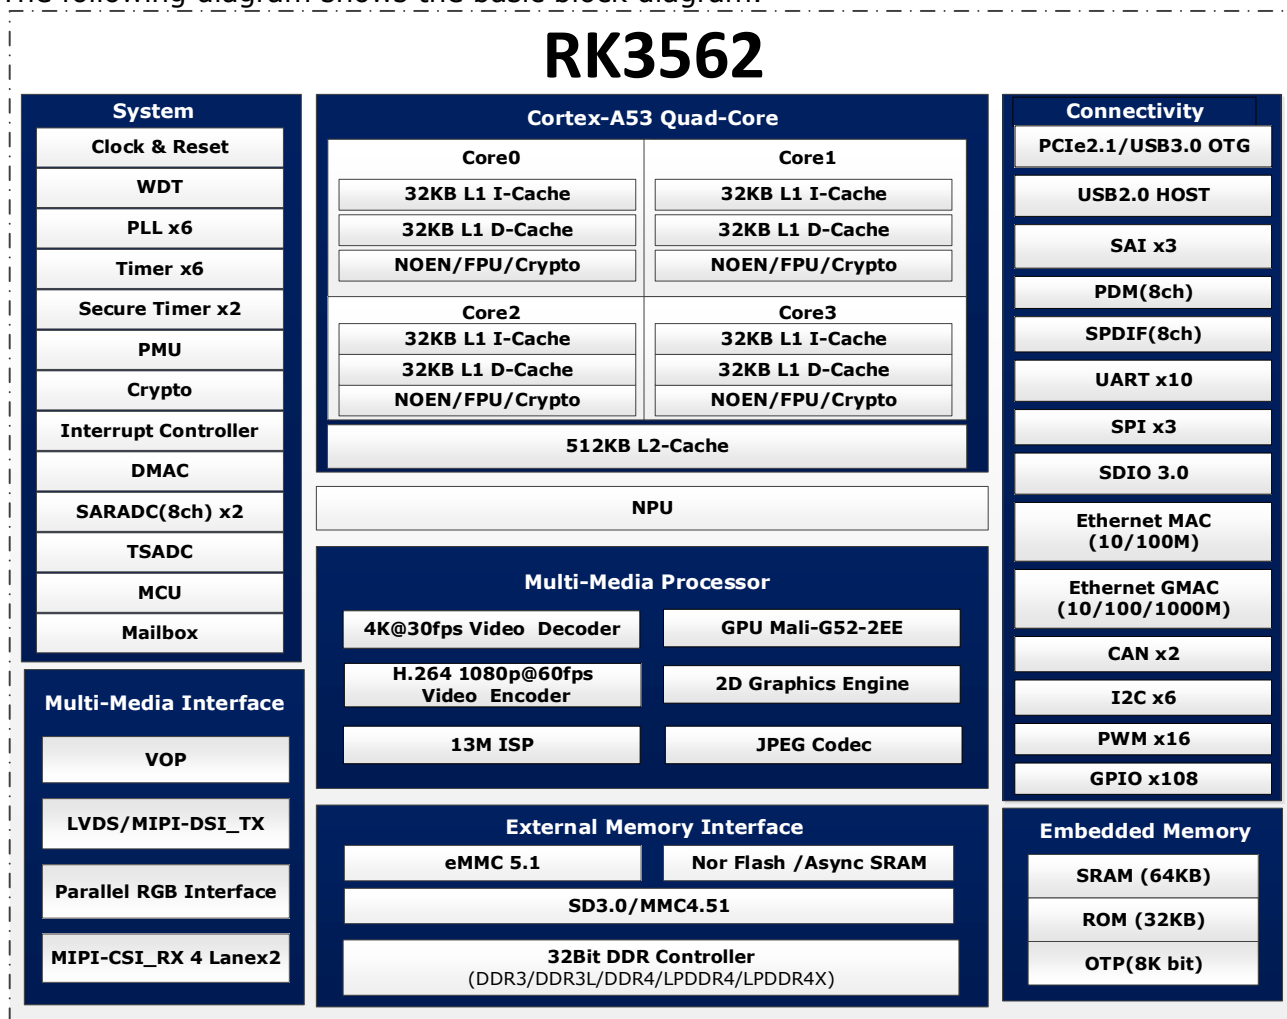 The following diagram shows the basic block diagram.
RK3562
System
Clock & Reset
WDT
PLL x6
Timer x6
Secure Timer x2
PMU
Crypto
Interrupt Controller
DMAC
SARADC(8ch) x2
TSADC
MCU
Mailbox
Multi-Media Interface
VOP
LVDS/MIPI-DSI_TX
Parallel RGB Interface
MIPI-CSI_RX 4 Lanex2
Cortex-A53 Quad-Core
Core0
32KB L1 I-Cache
32KB L1 D-Cache
NOEN/FPU/Crypto
Core1
32KB L1 I-Cache
32KB L1 D-Cache
NOEN/FPU/Crypto
Core2
32KB L1 I-Cache
32KB L1 D-Cache
NOEN/FPU/Crypto
Core3
32KB L1 I-Cache
32KB L1 D-Cache
NOEN/FPU/Crypto
512KB L2-Cache
NPU
Multi-Media Processor
4K@30fps Video Decoder
GPU Mali-G52-2EE
H.264 1080p@60fps
Video Encoder
2D Graphics Engine
13M ISP
JPEG Codec
External Memory Interface
eMMC 5.1
Nor Flash /Async SRAM
SD3.0/MMC4.51
32Bit DDR Controller
(DDR3/DDR3L/DDR4/LPDDR4/LPDDR4X)
Connectivity
PCIe2.1/USB3.0 OTG
USB2.0 HOST
SAI x3
PDM(8ch)
SPDIF(8ch)
UART x10
SPI x3
SDIO 3.0
Ethernet MAC
(10/100M)
Ethernet GMAC
(10/100/1000M)
CAN x2
I2C x6
PWM x16
GPIO x108
Embedded Memory
SRAM (64KB)
ROM (32KB)
OTP(8K bit)